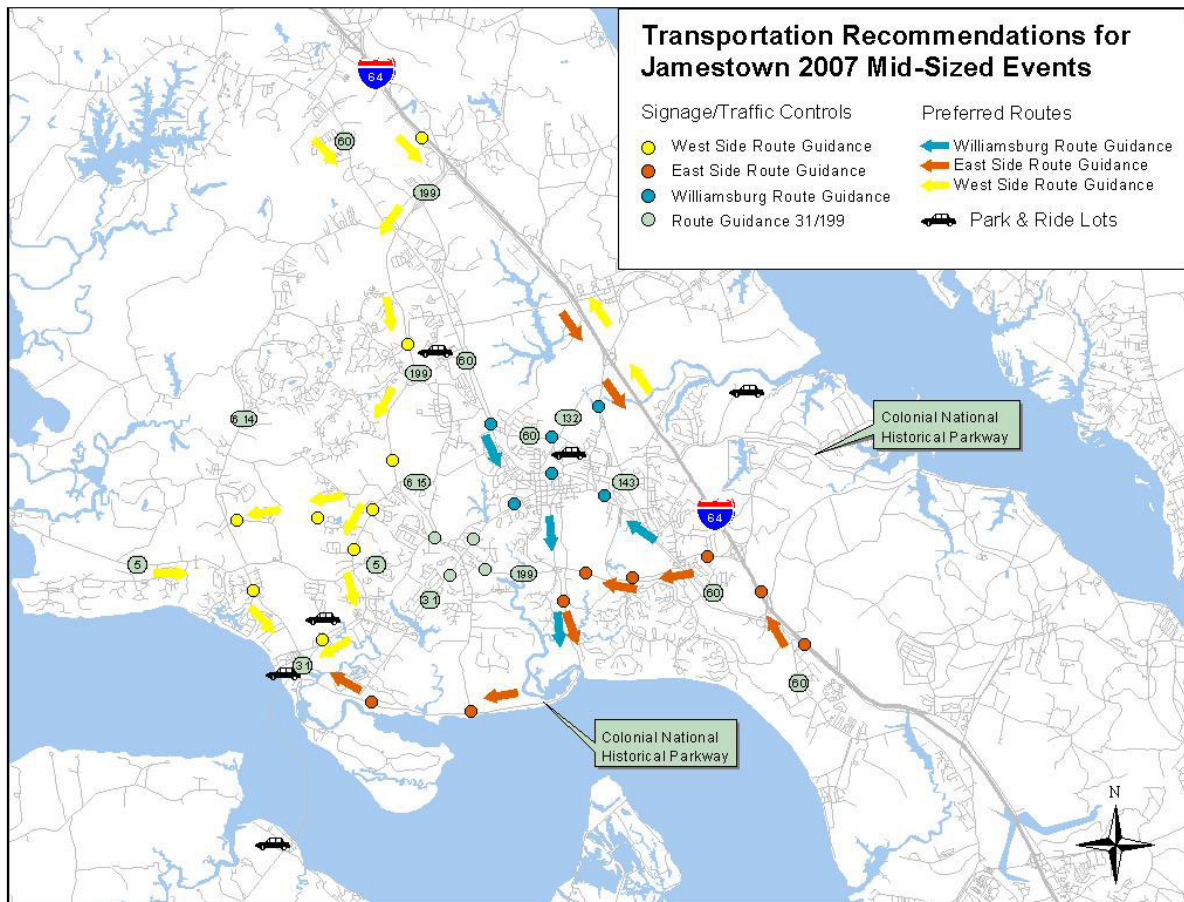 Transportation Recommendations for
Jamestown 2007 Mid-Sized Events
Signage/Traffic Controls
West Side Route Guidance
East Side Route Guidance
Williamsburg Route Guidance
Route Guidance 31/199
Preferred Routes
Williamsburg Route Guidance
East Side Route Guidance
West Side Route Guidance
Park & Ride Lots
64
60
199
60
199
614
132
60
Colonial National
Historical Parkway
615
143
64
5
5
199
31
60
31
60
Colonial National
Historical Parkway
N